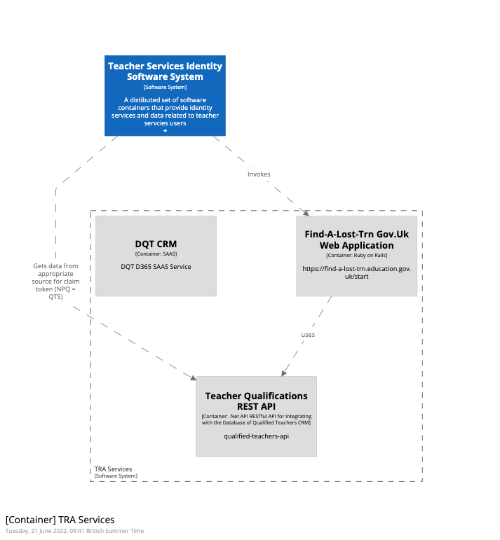 Teacher Services Identity
Software System
[Software System]
A distibuted set of software
containers that provide identity
services and data related to teacher
servcies users
+
Invokes
DQT CRM
[Container: SAAS]
DQT D365 SAAS Service
Find-A-Lost-Trn Gov.Uk
Web Application
[Container: Ruby on Rails]
https://find-a-lost-trn.education.gov.
uk/start
Gets data from
appropriate
source for claim
token (NPQ =
QTS)
uses
Teacher Qualifications
REST API
[Container: .Net API RESTful API for integrating
with the Database of Qualified Teachers CRM]
qualified-teachers-api
TRA Services
[Software System]
[Container] TRA Services
Tuesday, 21 June 2022, 09:41 British Summer Time